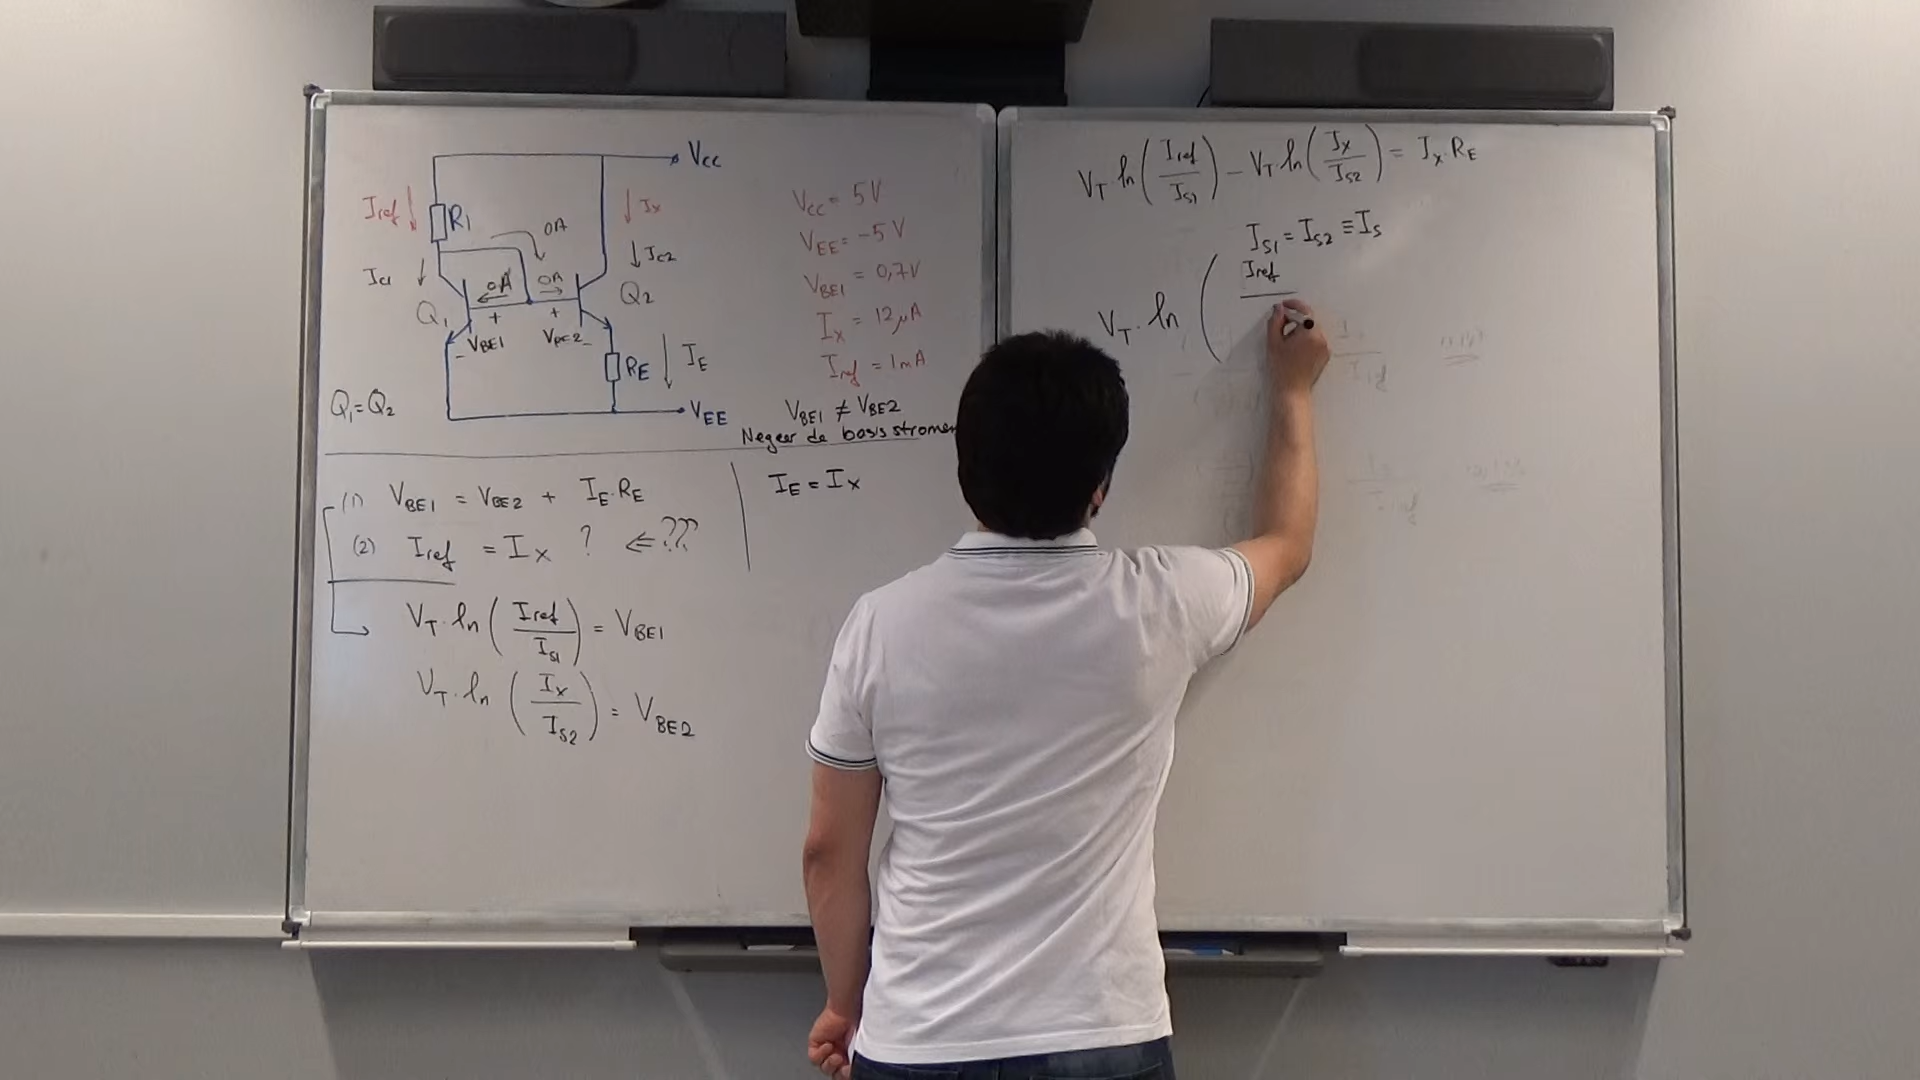 Vcc
Iref
R1
0A
Ix
Ic1
0A
0A
Ic2
Q1
Q2
+
+
- VBE1
VBE2 -
RE
IE
Q1 = Q2
VEE
Vcc = 5V
VEE = -5V
VBE1 = 0,7V
Ix = 12μA
Iref = 1mA
VBE1 ≠ VBE2
Negeer de basisstromen
(1) VBE1 = VBE2 + IE·RE
(2) Iref = Ix ? ⇐ ???
VT·ln(Iref/Is1) = VBE1
VT·ln(Ix/Is2) = VBE2
IE = Ix
VT·ln(Iref/Is1) - VT·ln(Ix/Is2) = Ix·RE
Is1 = Is2 ≡ Is
VT·ln(Iref/